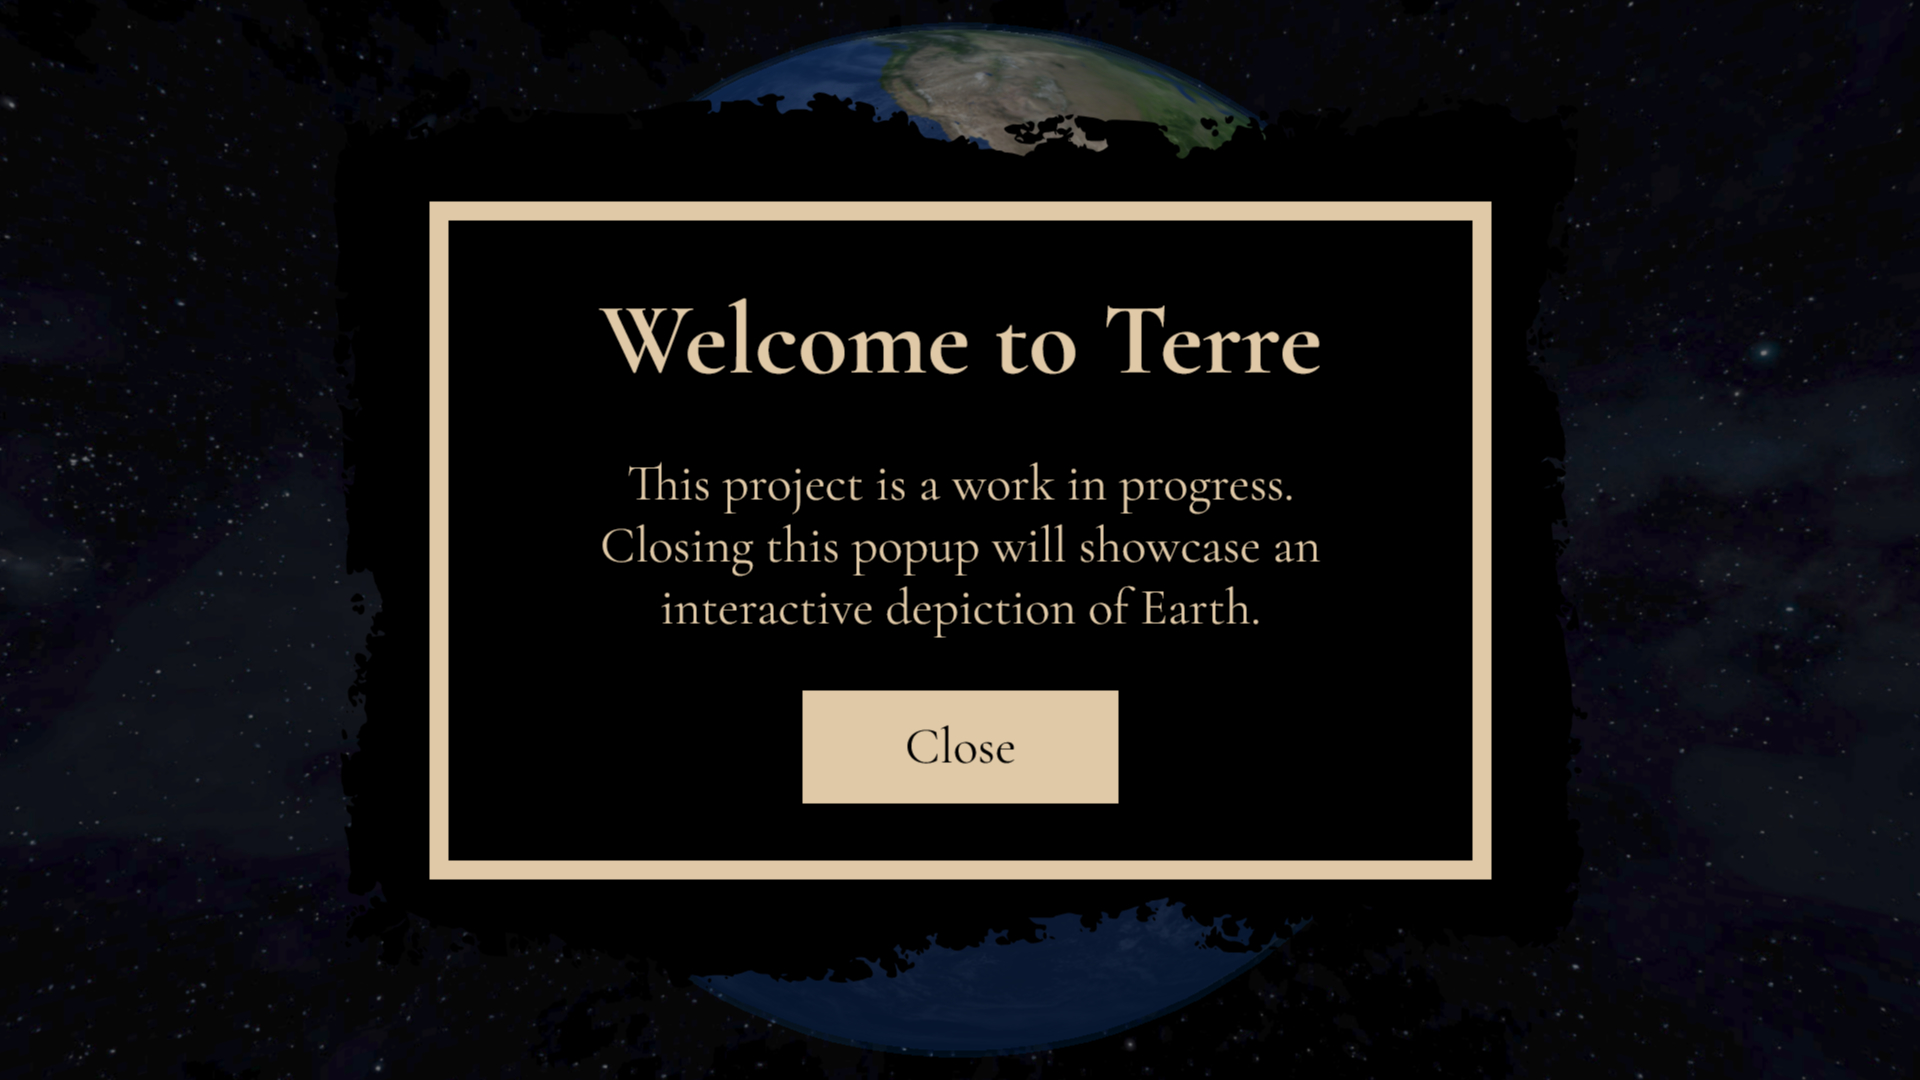 Welcome to Terre
This project is a work in progress.
Closing this popup will showcase an
interactive depiction of Earth.
Close